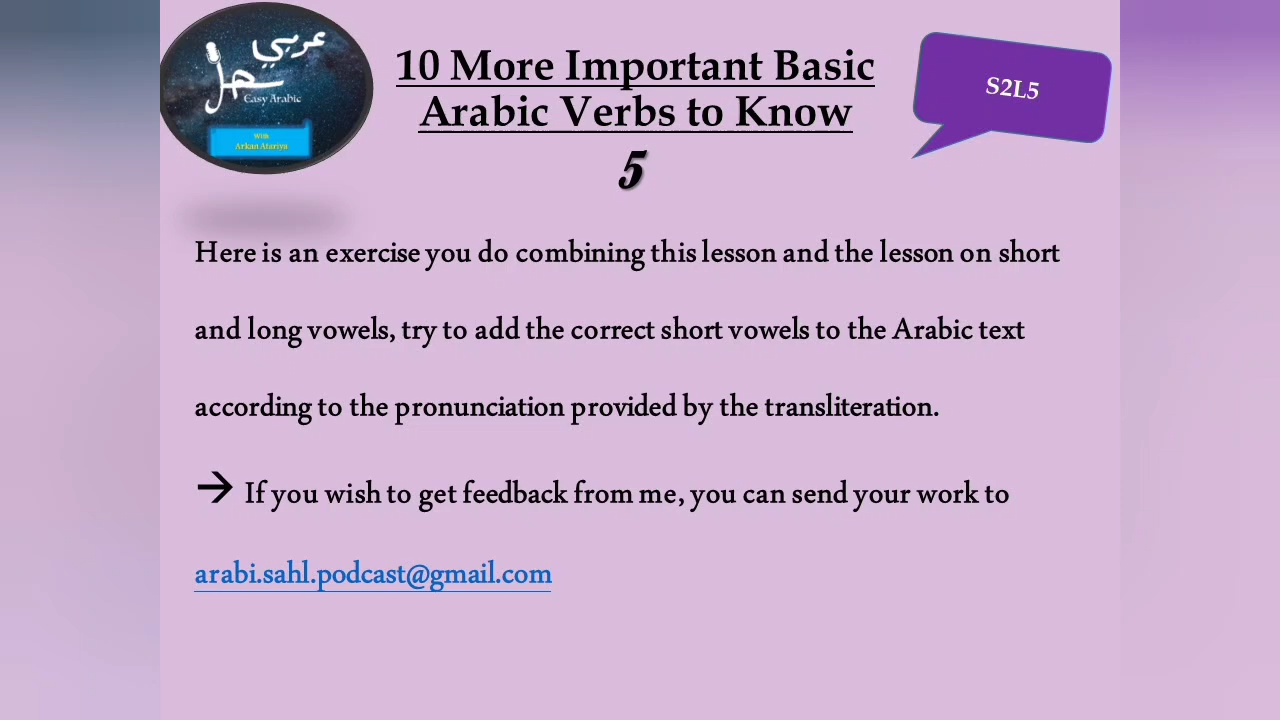 عربي
سهل
Easy Arabic
With
Arkan Atariya
10 More Important Basic
Arabic Verbs to Know
5
S2L5
Here is an exercise you do combining this lesson and the lesson on short
and long vowels, try to add the correct short vowels to the Arabic text
according to the pronunciation provided by the transliteration.
→ If you wish to get feedback from me, you can send your work to
arabi.sahl.podcast@gmail.com